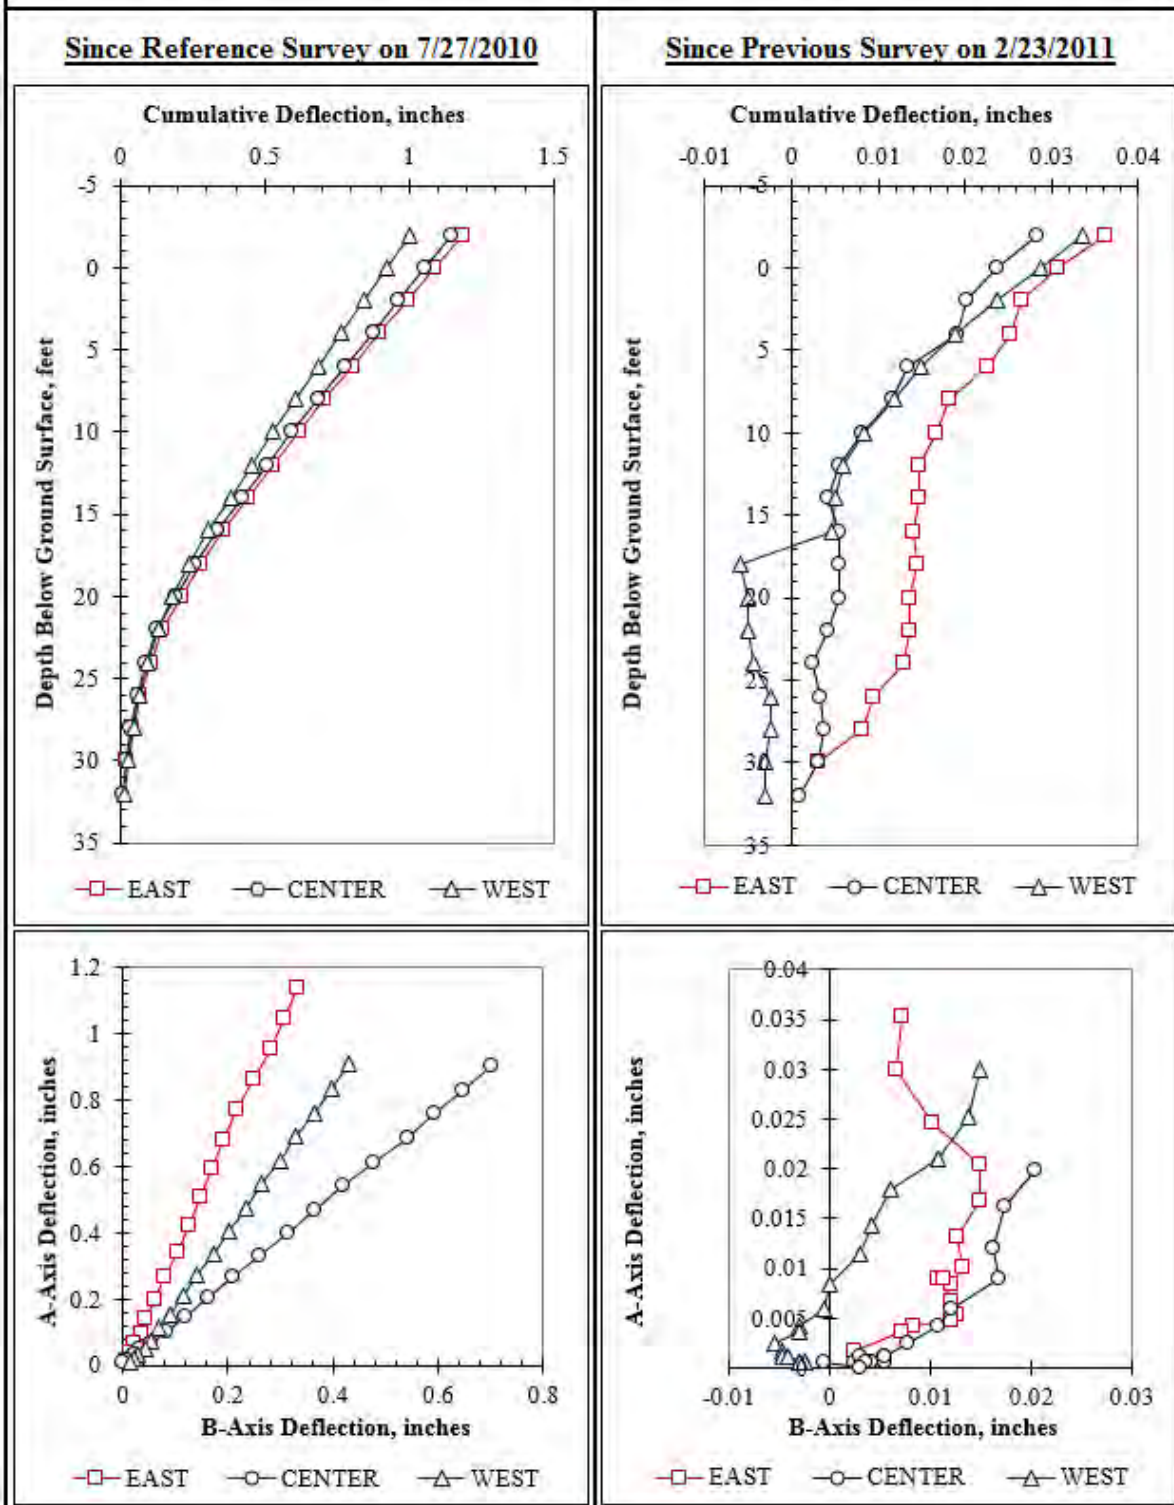 Since Reference Survey on 7/27/2010
Cumulative Deflection, inches
0 0.5 1 1.5
-5
0
5
10
15
20
25
30
35
Depth Below Ground Surface, feet
EAST CENTER WEST
Since Previous Survey on 2/23/2011
Cumulative Deflection, inches
-0.01 0 0.01 0.02 0.03 0.04
-5
0
5
10
15
20
25
30
35
Depth Below Ground Surface, feet
EAST CENTER WEST
1.2
1
0.8
0.6
0.4
0.2
0
A-Axis Deflection, inches
0 0.2 0.4 0.6 0.8
B-Axis Deflection, inches
EAST CENTER WEST
0.04
0.035
0.03
0.025
0.02
0.015
0.01
0.005
0
A-Axis Deflection, inches
-0.01 0 0.01 0.02 0.03
B-Axis Deflection, inches
EAST CENTER WEST